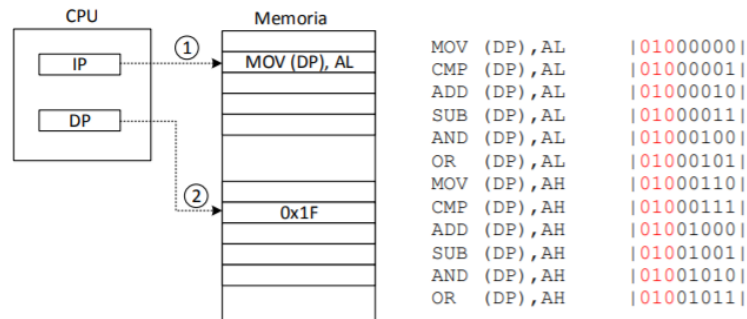 CPU
Memoria
①
IP
MOV (DP), AL
DP
②
0x1F
MOV (DP),AL |01000000|
CMP (DP),AL |01000001|
ADD (DP),AL |01000010|
SUB (DP),AL |01000011|
AND (DP),AL |01000100|
OR (DP),AL |01000101|
MOV (DP),AH |01000110|
CMP (DP),AH |01000111|
ADD (DP),AH |01001000|
SUB (DP),AH |01001001|
AND (DP),AH |01001010|
OR (DP),AH |01001011|